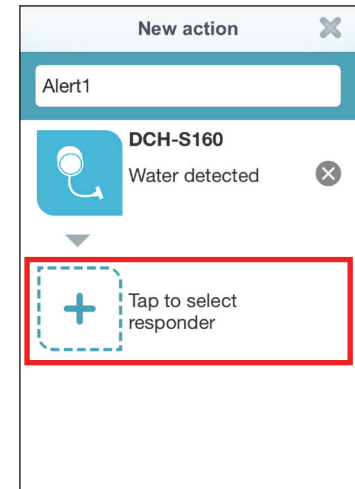 New action
Alert1
DCH-S160
Water detected
Tap to select
responder